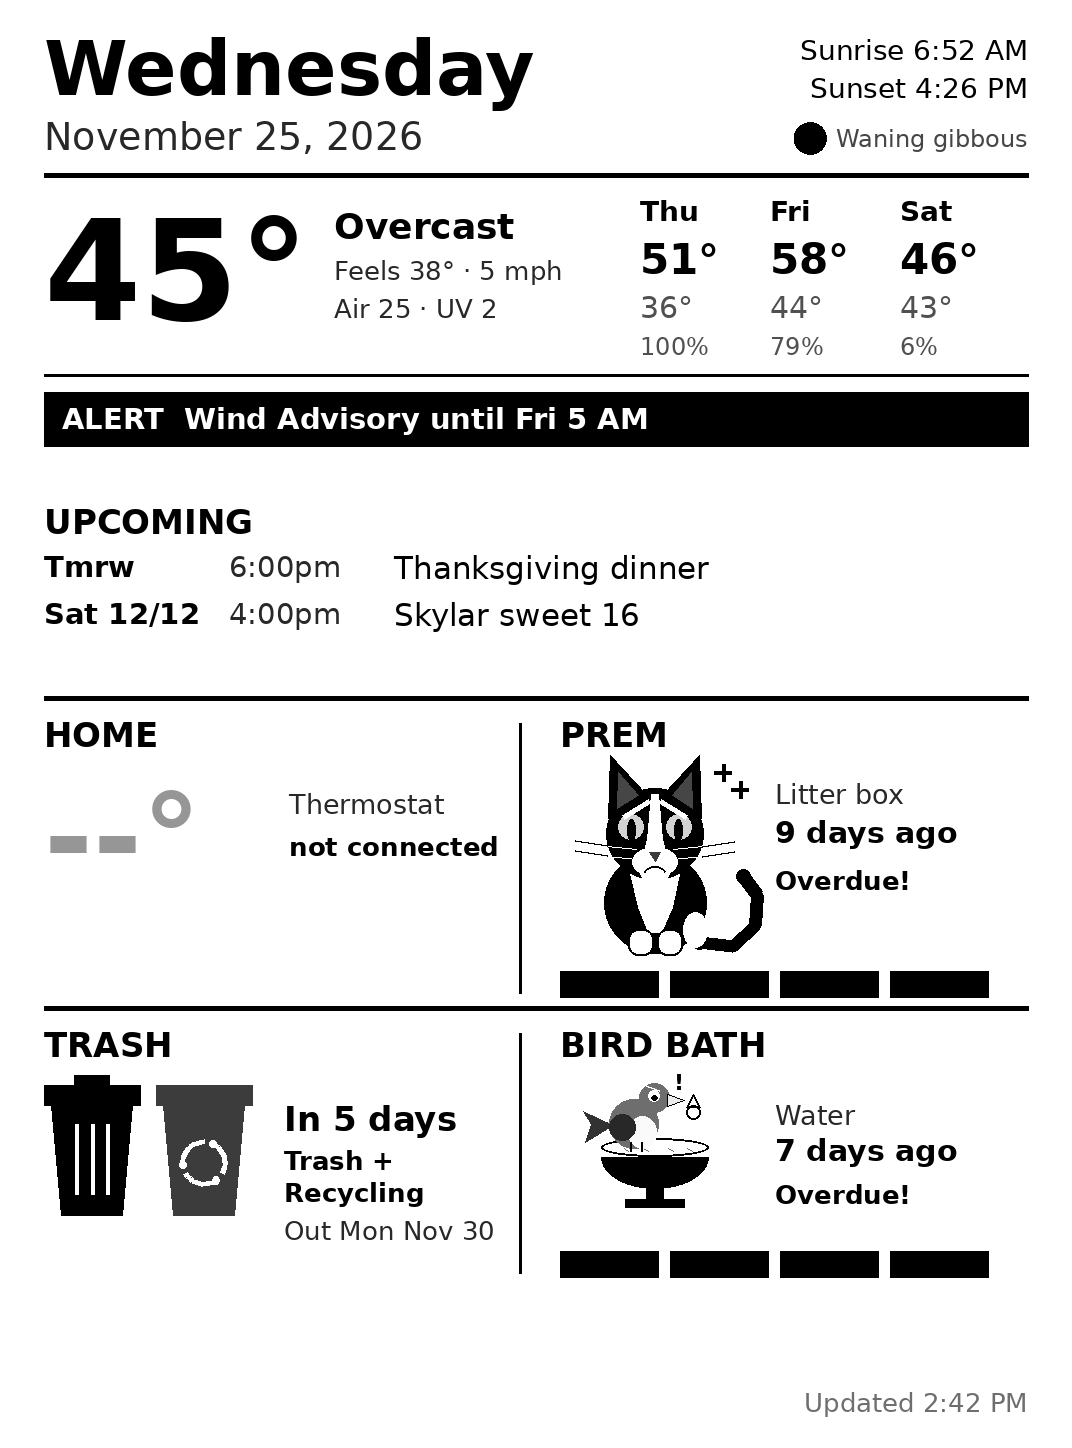 Wednesday
November 25, 2026
Sunrise 6:52 AM
Sunset 4:26 PM
Waning gibbous
45°
Overcast
Feels 38° · 5 mph
Air 25 · UV 2
Thu
51°
36°
100%
Fri
58°
44°
79%
Sat
46°
43°
6%
ALERT Wind Advisory until Fri 5 AM
UPCOMING
Tmrw 6:00pm Thanksgiving dinner
Sat 12/12 4:00pm Skylar sweet 16
HOME
--°
Thermostat
not connected
PREM
Litter box
9 days ago
Overdue!
TRASH
In 5 days
Trash +
Recycling
Out Mon Nov 30
BIRD BATH
!
Water
7 days ago
Overdue!
Updated 2:42 PM